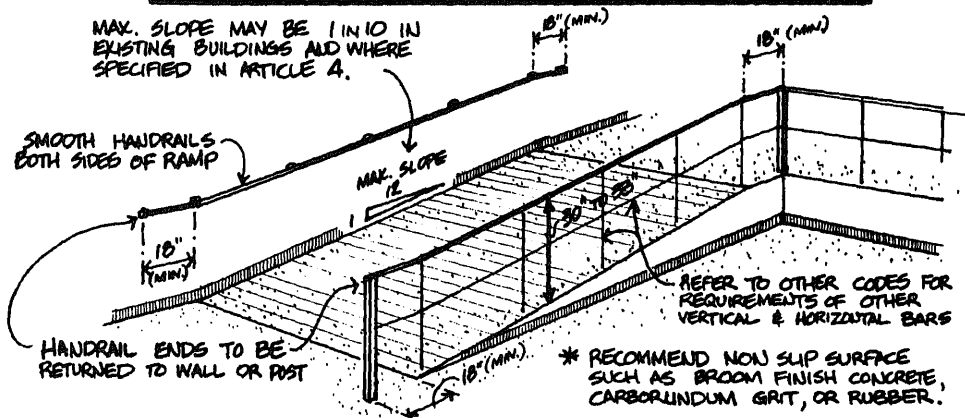 MAX. SLOPE MAY BE 1 IN 10 IN
EXISTING BUILDINGS AND WHERE
SPECIFIED IN ARTICLE 4.
18" (MIN.)
18" (MIN.)
SMOOTH HANDRAILS
BOTH SIDES OF RAMP
MAX. SLOPE
12
1
30" TO
18"
(MIN.)
REFER TO OTHER CODES FOR
REQUIREMENTS OF OTHER
VERTICAL & HORIZONTAL BARS
HANDRAIL ENDS TO BE
RETURNED TO WALL OR POST
18" (MIN.)
* RECOMMEND NON SLIP SURFACE
SUCH AS BROOM FINISH CONCRETE,
CARBORUNDUM GRIT, OR RUBBER.